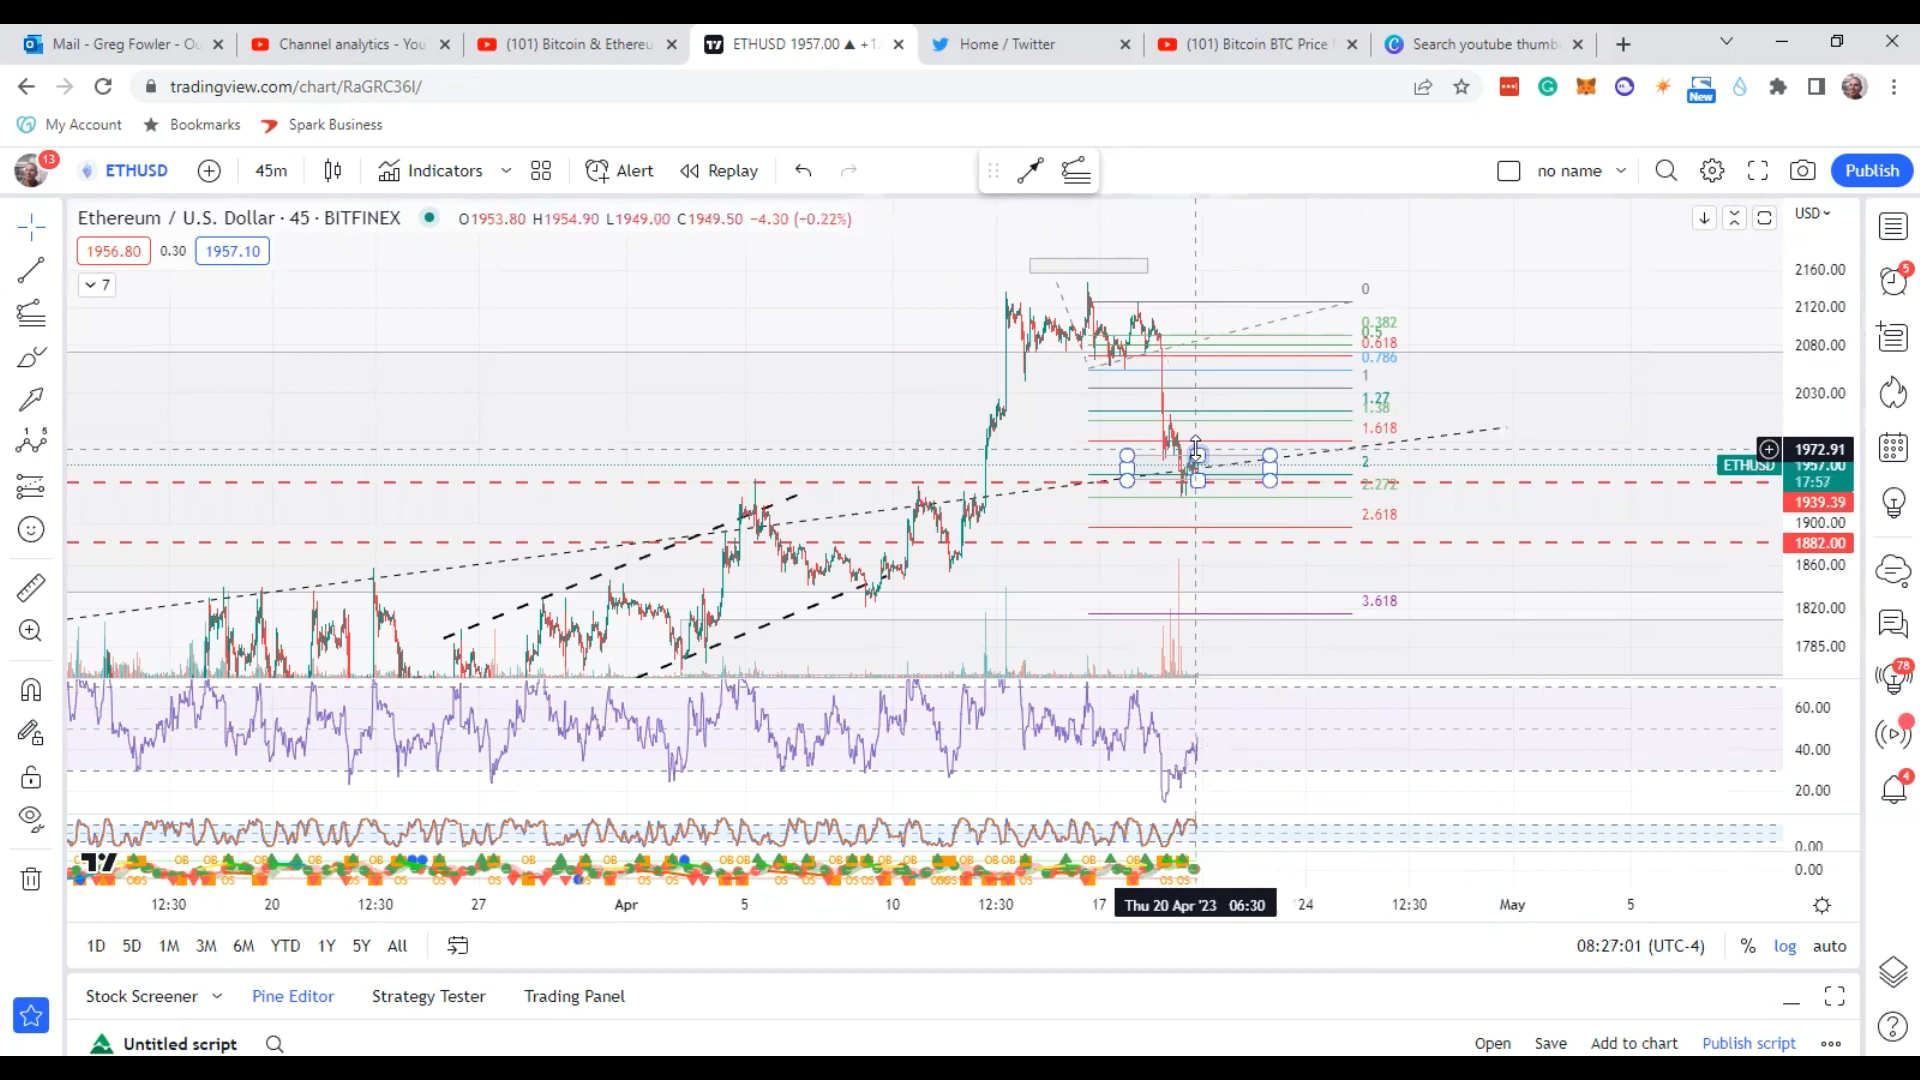 Mail - Greg Fowler - Ou
Channel analytics - You
(101) Bitcoin & Ethereu
ETHUSD 1957.00 ▲ +1.
Home / Twitter
(101) Bitcoin BTC Price
Search youtube thumb
tradingview.com/chart/RaGRC36I/
New
My Account
Bookmarks
Spark Business
13
ETHUSD
45m
Indicators
Alert
Replay
no name
Publish
Ethereum / U.S. Dollar · 45 · BITFINEX
O1953.80 H1954.90 L1949.00 C1949.50 −4.30 (−0.22%)
USD
1956.80
0.30
1957.10
7
2160.00
2120.00
2080.00
2030.00
1972.91
ETHUSD
1957.00
17:57
1939.39
1900.00
1882.00
1860.00
1820.00
1785.00
0
0.382
0.5
0.618
0.786
1
1.27
1.38
1.618
2
2.272
2.618
3.618
60.00
40.00
20.00
0.00
0.00
5
78
4
12:30
20
12:30
27
Apr
5
10
12:30
17
Thu 20 Apr '23 06:30
24
12:30
May
5
1D
5D
1M
3M
6M
YTD
1Y
5Y
All
08:27:01 (UTC-4)
%
log
auto
Stock Screener
Pine Editor
Strategy Tester
Trading Panel
Untitled script
Open
Save
Add to chart
Publish script